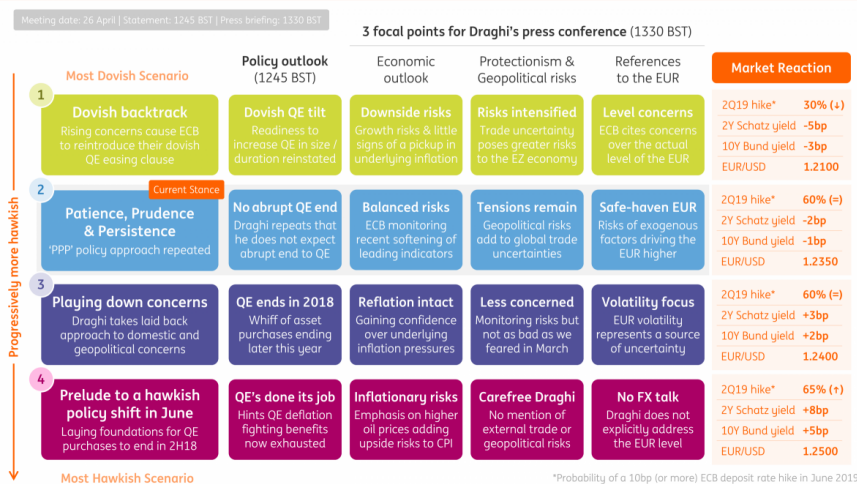 Meeting date: 26 April | Statement: 1245 BST | Press briefing: 1330 BST
3 focal points for Draghi's press conference (1330 BST)
Most Dovish Scenario
Policy outlook
(1245 BST)
Economic
outlook
Protectionism &
Geopolitical risks
References
to the EUR
Market Reaction
Progressively more hawkish
1
Dovish backtrack
Rising concerns cause ECB
to reintroduce their dovish
QE easing clause
Dovish QE tilt
Readiness to
increase QE in size /
duration reinstated
Downside risks
Growth risks & little
signs of a pickup in
underlying inflation
Risks intensified
Trade uncertainty
poses greater risks
to the EZ economy
Level concerns
ECB cites concerns
over the actual
level of the EUR
2Q19 hike* 30% (↓)
2Y Schatz yield -5bp
10Y Bund yield -3bp
EUR/USD 1.2100
2
Current Stance
Patience, Prudence
& Persistence
'PPP' policy approach repeated
No abrupt QE end
Draghi repeats that
he does not expect
abrupt end to QE
Balanced risks
ECB monitoring
recent softening of
leading indicators
Tensions remain
Geopolitical risks
add to global trade
uncertainties
Safe-haven EUR
Risks of exogenous
factors driving the
EUR higher
2Q19 hike* 60% (=)
2Y Schatz yield -2bp
10Y Bund yield -1bp
EUR/USD 1.2350
3
Playing down concerns
Draghi takes laid back
approach to domestic and
geopolitical concerns
QE ends in 2018
Whiff of asset
purchases ending
later this year
Reflation intact
Gaining confidence
over underlying
inflation pressures
Less concerned
Monitoring risks but
not as bad as we
feared in March
Volatility focus
EUR volatility
represents a source
of uncertainty
2Q19 hike* 60% (=)
2Y Schatz yield +3bp
10Y Bund yield +2bp
EUR/USD 1.2400
4
Prelude to a hawkish
policy shift in June
Laying foundations for QE
purchases to end in 2H18
QE's done its job
Hints QE deflation
fighting benefits
now exhausted
Inflationary risks
Emphasis on higher
oil prices adding
upside risks to CPI
Carefree Draghi
No mention of
external trade or
geopolitical risks
No FX talk
Draghi does not
explicitly address
the EUR level
2Q19 hike* 65% (↑)
2Y Schatz yield +8bp
10Y Bund yield +5bp
EUR/USD 1.2500
Most Hawkish Scenario
*Probability of a 10bp (or more) ECB deposit rate hike in June 2019